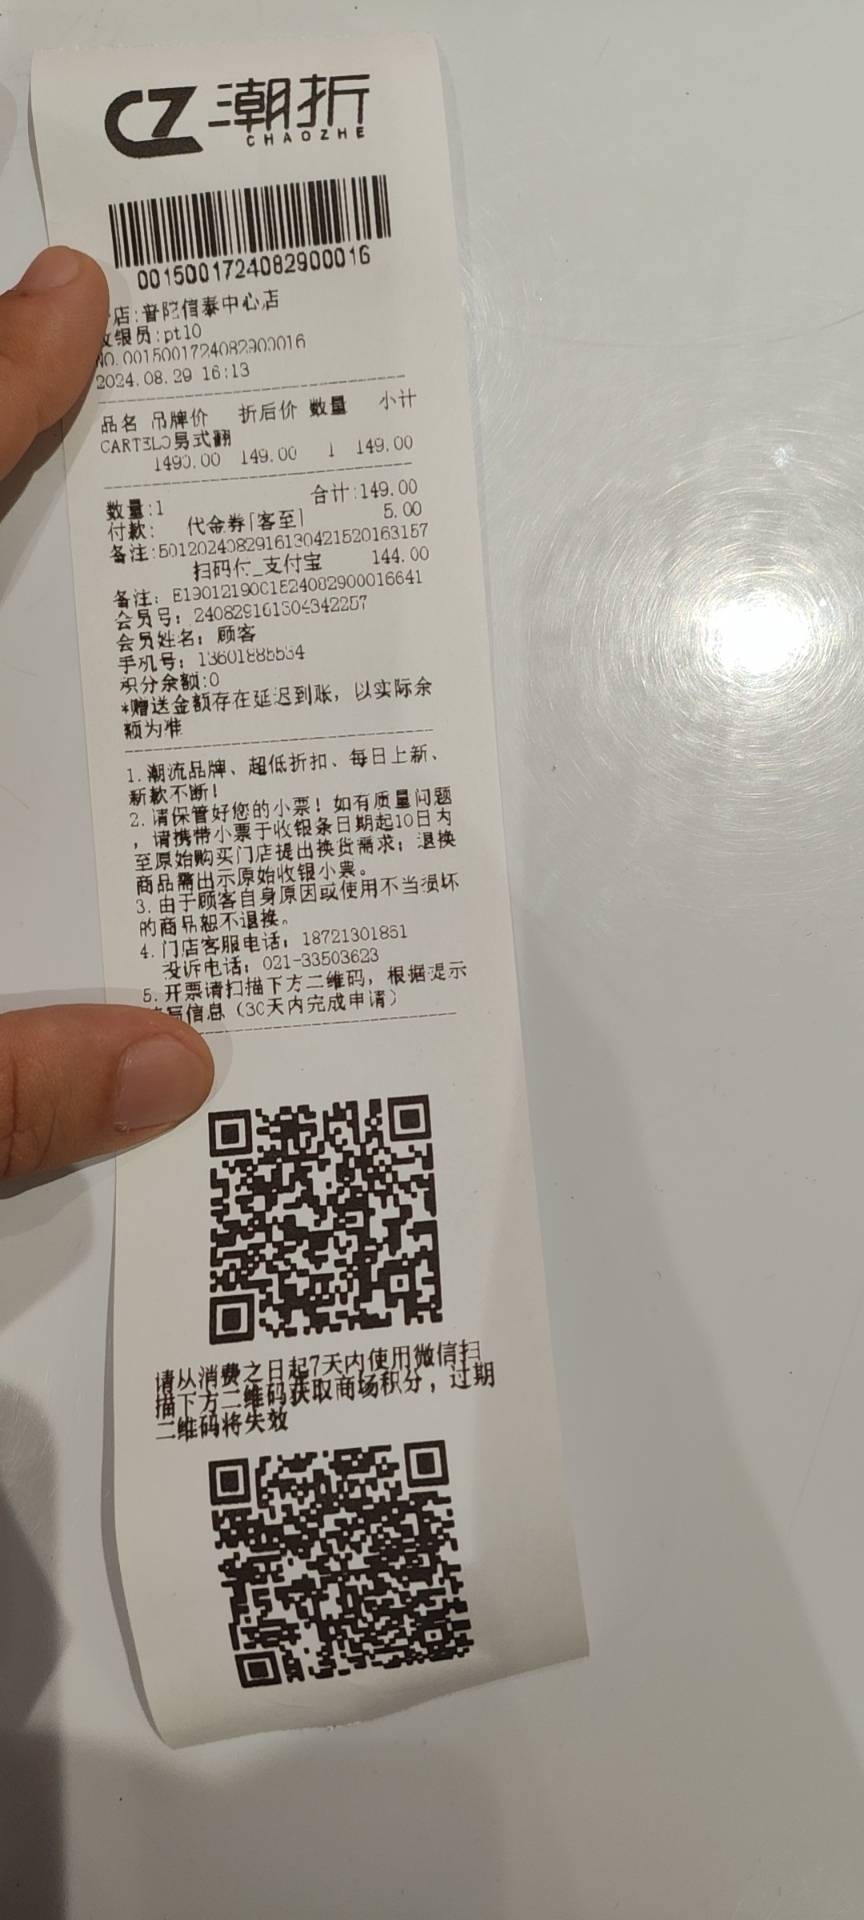 CZ 潮折
CHAOZHE
0015001724082900016
店:普陀信泰中心店
银员:pt10
NO.0015001724082900016
2024.08.29 16:13
品名 吊牌价 折后价 数量 小计
CARTELO男式翻
1490.00 149.00 1 149.00
数量:1 合计:149.00
付款: 代金券[客至] 5.00
备注:5012024082916130421520163157
扫码付_支付宝 144.00
备注: E19012190C1E24082900016641
会员号: 240829161304342257
会员姓名: 顾客
手机号:
积分余额:0
*赠送金额存在延迟到账, 以实际余
额为准
1.潮流品牌、超低折扣、每日上新、
新款不断!
2.请保管好您的小票! 如有质量问题
, 请携带小票于收银条日期起10日内
至原始购买门店提出换货需求; 退换
商品需出示原始收银小票。
3.由于顾客自身原因或使用不当损坏
的商品恕不退换。
4.门店客服电话: 18721301851
投诉电话: 021-33503623
5.开票请扫描下方二维码, 根据提示
写信息 (30天内完成申请)
请从消费之日起7天内使用微信扫
描下方二维码获取商场积分, 过期
二维码将失效